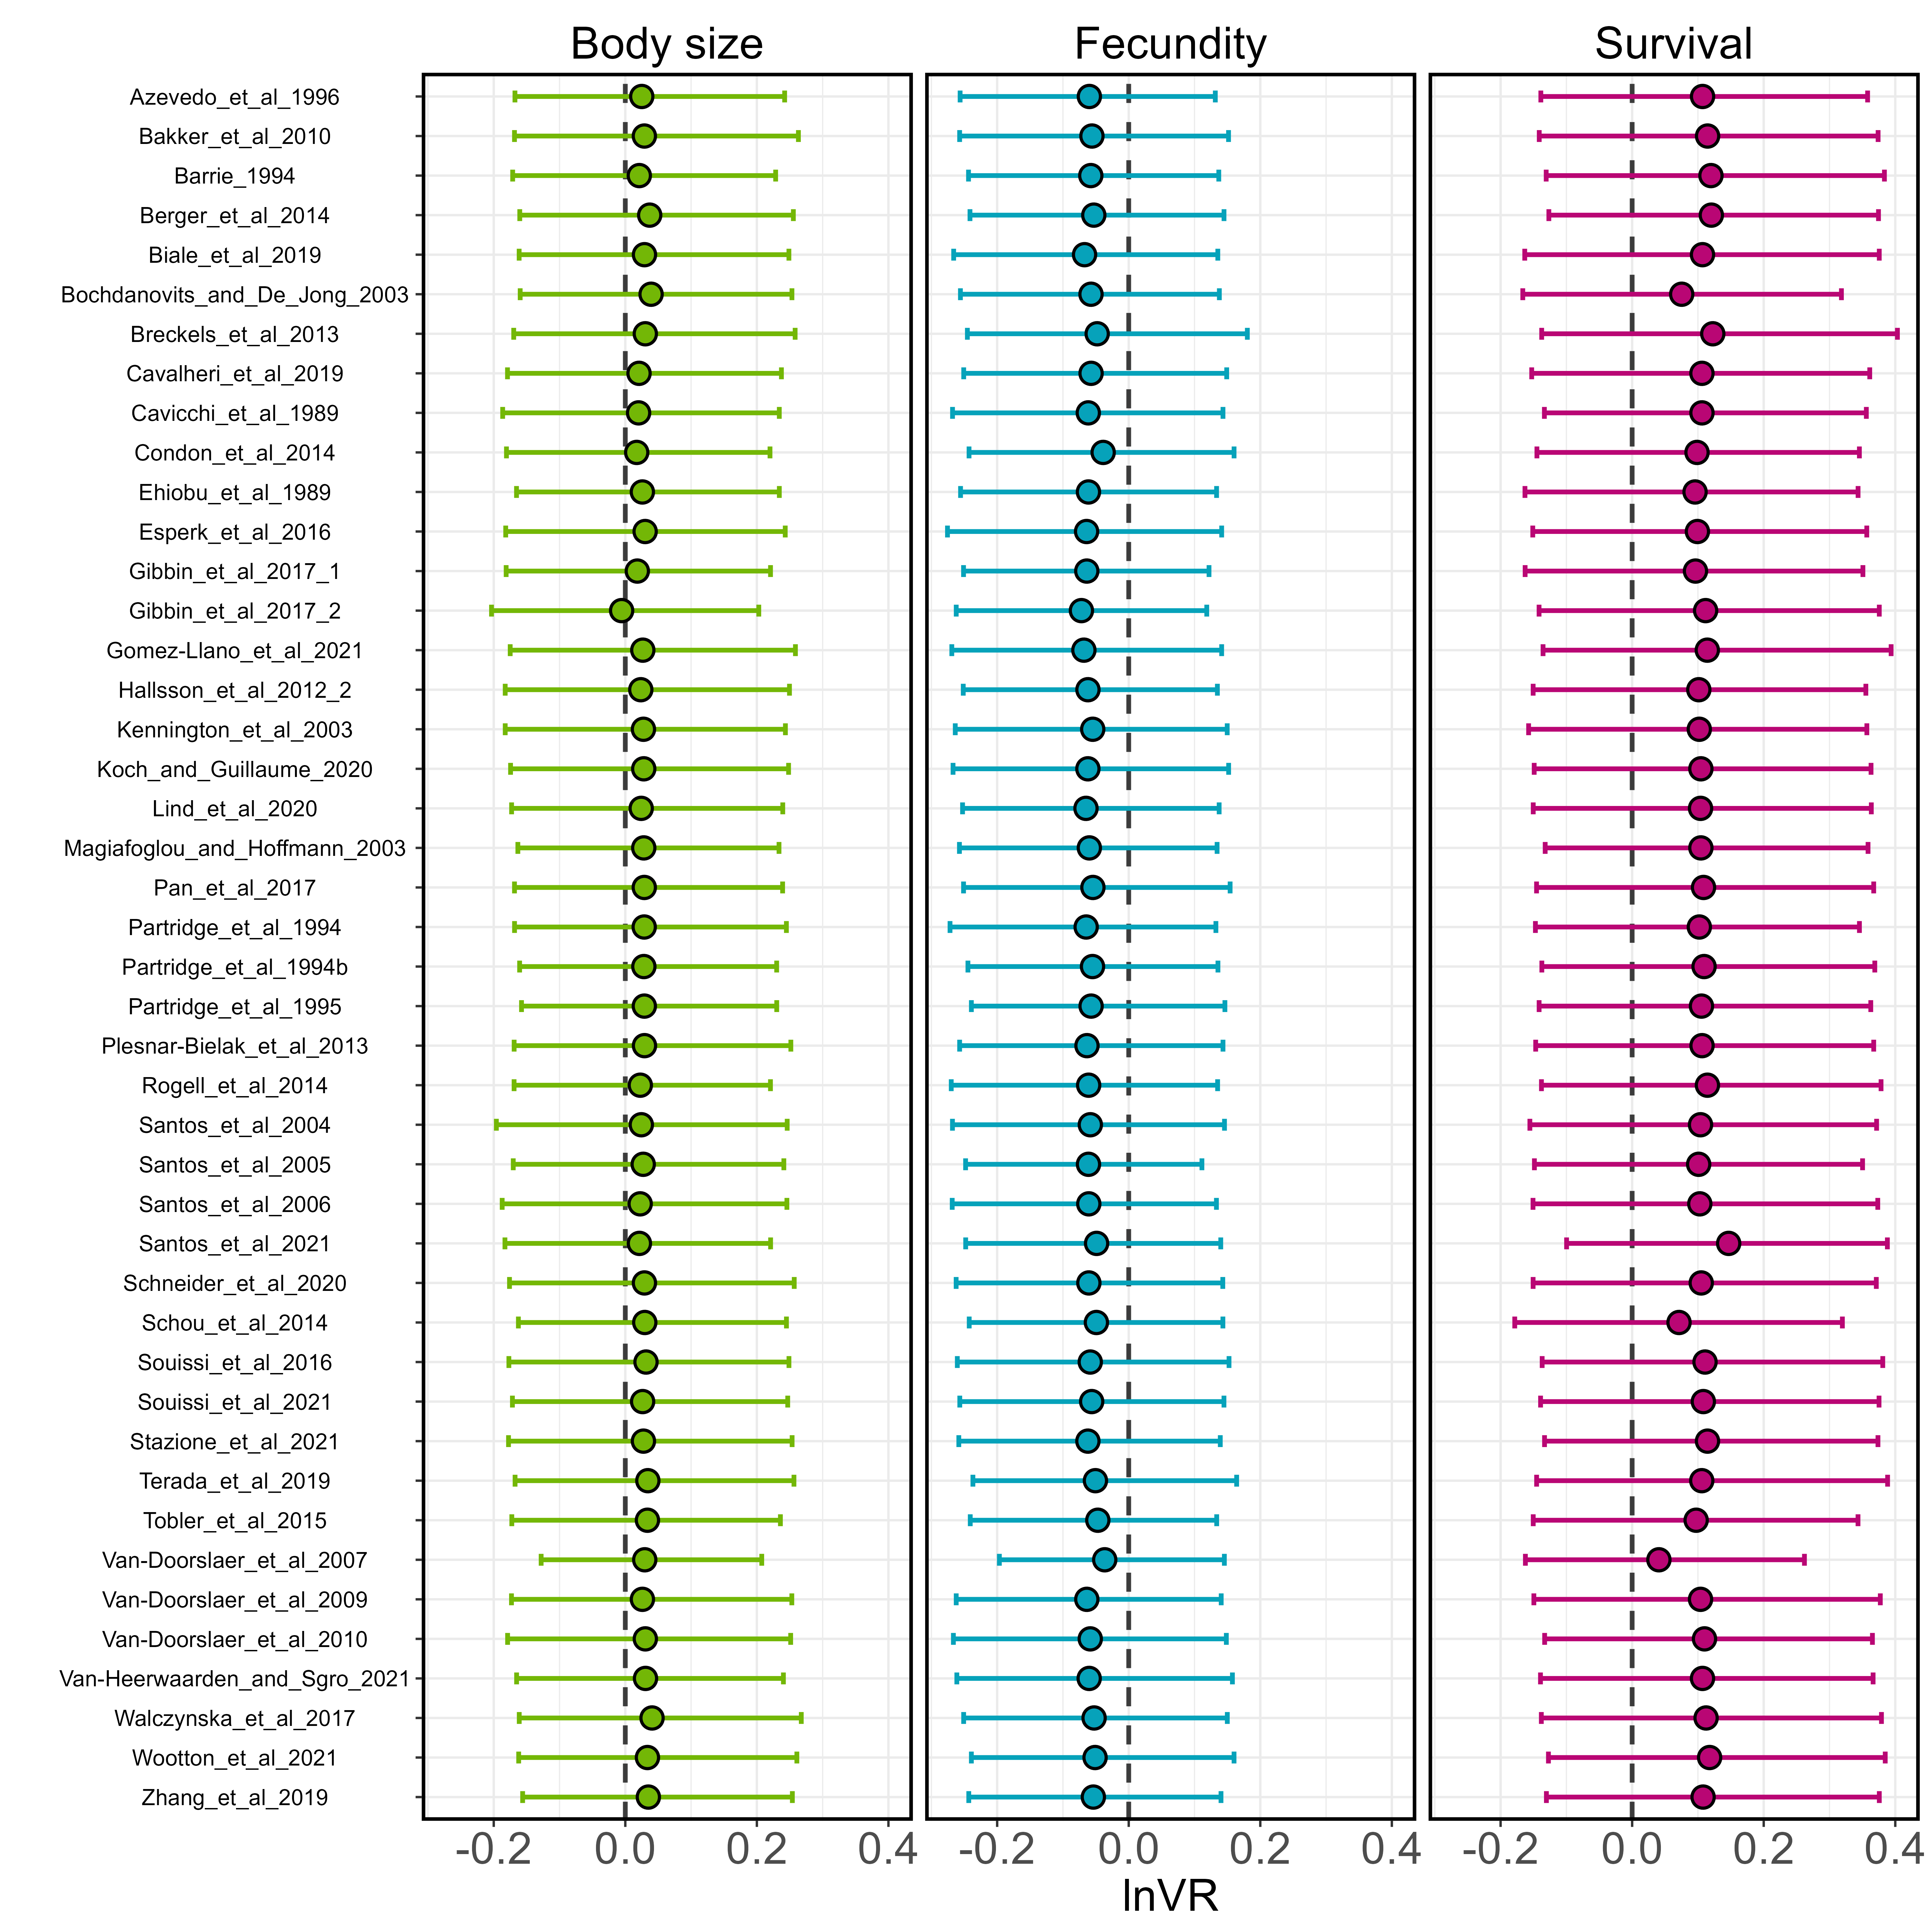 Body size Fecundity Survival
Azevedo_et_al_1996
Bakker_et_al_2010
Barrie_1994
Berger_et_al_2014
Biale_et_al_2019
Bochdanovits_and_De_Jong_2003
Breckels_et_al_2013
Cavalheri_et_al_2019
Cavicchi_et_al_1989
Condon_et_al_2014
Ehiobu_et_al_1989
Esperk_et_al_2016
Gibbin_et_al_2017_1
Gibbin_et_al_2017_2
Gomez-Llano_et_al_2021
Hallsson_et_al_2012_2
Kennington_et_al_2003
Koch_and_Guillaume_2020
Lind_et_al_2020
Magiafoglou_and_Hoffmann_2003
Pan_et_al_2017
Partridge_et_al_1994
Partridge_et_al_1994b
Partridge_et_al_1995
Plesnar-Bielak_et_al_2013
Rogell_et_al_2014
Santos_et_al_2004
Santos_et_al_2005
Santos_et_al_2006
Santos_et_al_2021
Schneider_et_al_2020
Schou_et_al_2014
Souissi_et_al_2016
Souissi_et_al_2021
Stazione_et_al_2021
Terada_et_al_2019
Tobler_et_al_2015
Van-Doorslaer_et_al_2007
Van-Doorslaer_et_al_2009
Van-Doorslaer_et_al_2010
Van-Heerwaarden_and_Sgro_2021
Walczynska_et_al_2017
Wootton_et_al_2021
Zhang_et_al_2019
-0.2 0.0 0.2 0.4 -0.2 0.0 0.2 0.4 -0.2 0.0 0.2 0.4
lnVR